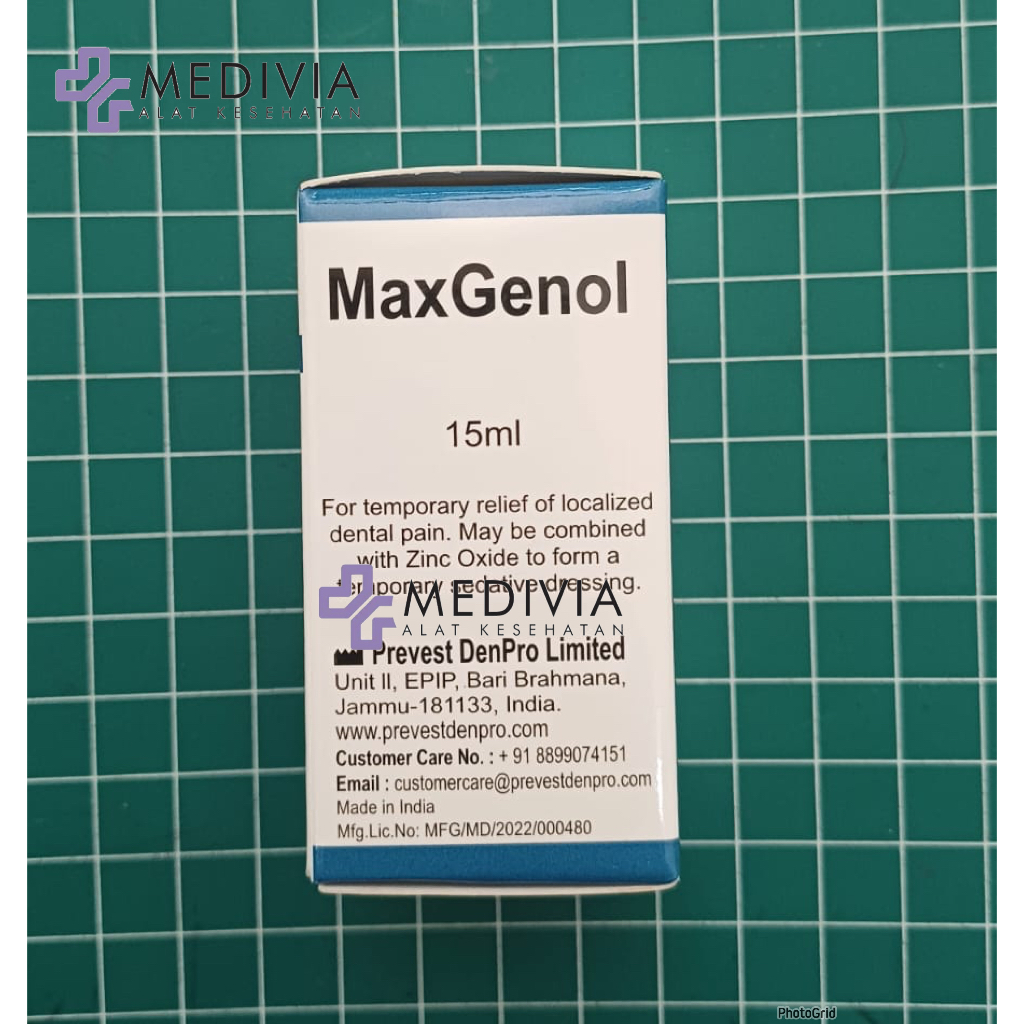 MEDIVIA
ALAT KESEHATAN
MaxGenol
15ml
For temporary relief of localized
dental pain. May be combined
with Zinc Oxide to form a
temporary sedative dressing.
MEDIVIA
ALAT KESEHATAN
Prevest DenPro Limited
Unit II, EPIP, Bari Brahmana,
Jammu-181133, India.
www.prevestdenpro.com
Customer Care No. : + 91 8899074151
Email : customercare@prevestdenpro.com
Made in India
Mfg.Lic.No: MFG/MD/2022/000480
PhotoGrid